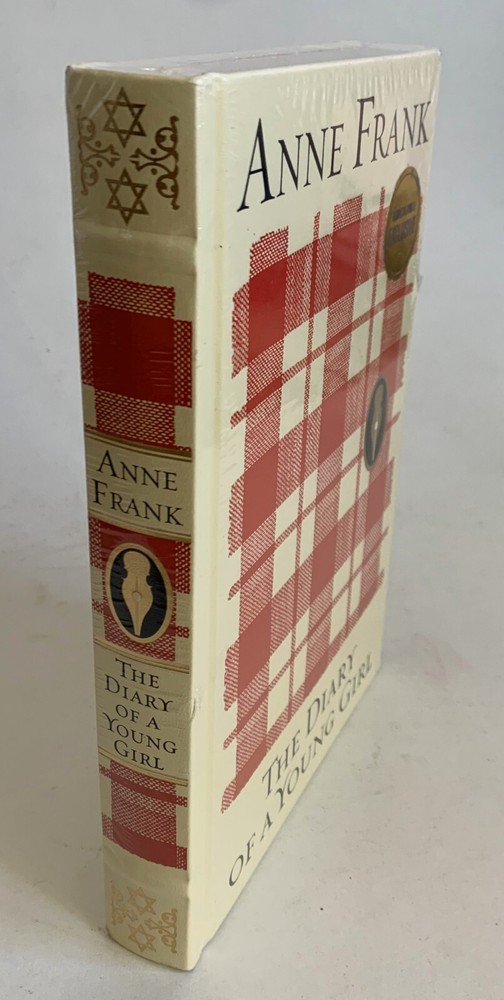 ANNE
FRANK
THE
DIARY
OF A
YOUNG
GIRL
ANNE FRANK
THE DIARY
OF A YOUNG GIRL